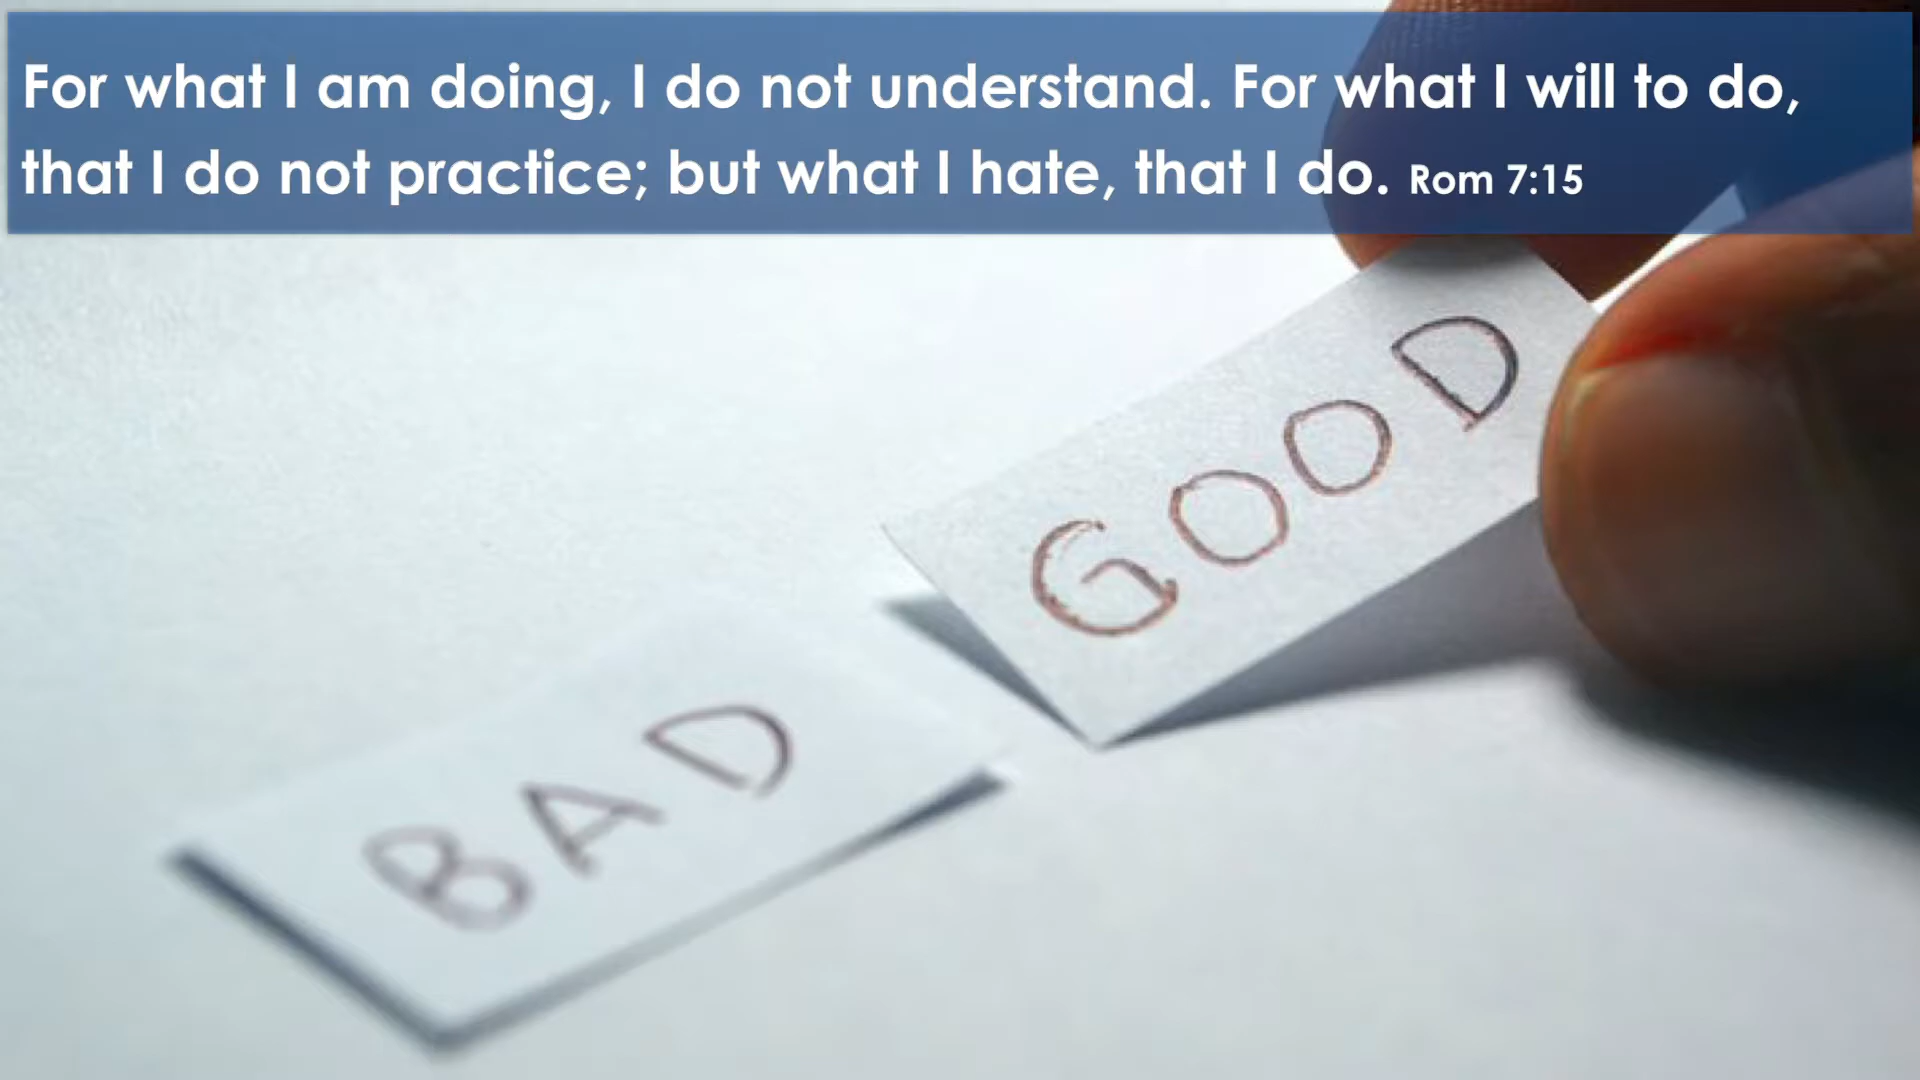 For what I am doing, I do not understand. For what I will to do,
that I do not practice; but what I hate, that I do. Rom 7:15
GOOD
BAD